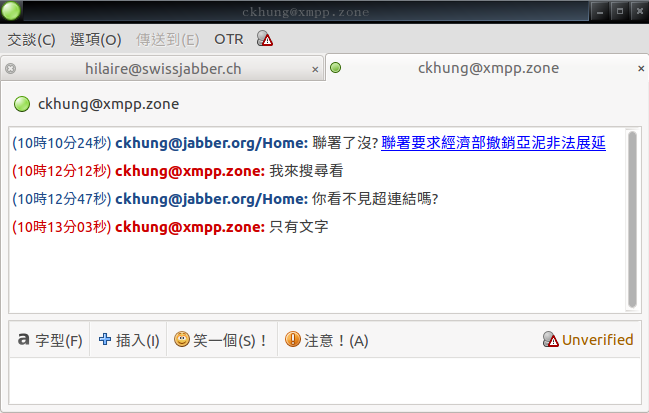 ckhung@xmpp.zone
交談(C) 選項(O) 傳送到(E) OTR
hilaire@swissjabber.ch ckhung@xmpp.zone
ckhung@xmpp.zone
(10時10分24秒) ckhung@jabber.org/Home: 聯署了沒? 聯署要求經濟部撤銷亞泥非法展延
(10時12分12秒) ckhung@xmpp.zone: 我來搜尋看
(10時12分47秒) ckhung@jabber.org/Home: 你看不見超連結嗎?
(10時13分03秒) ckhung@xmpp.zone: 只有文字
a 字型(F) 插入(I) 笑一個(S)！ 注意！(A) Unverified